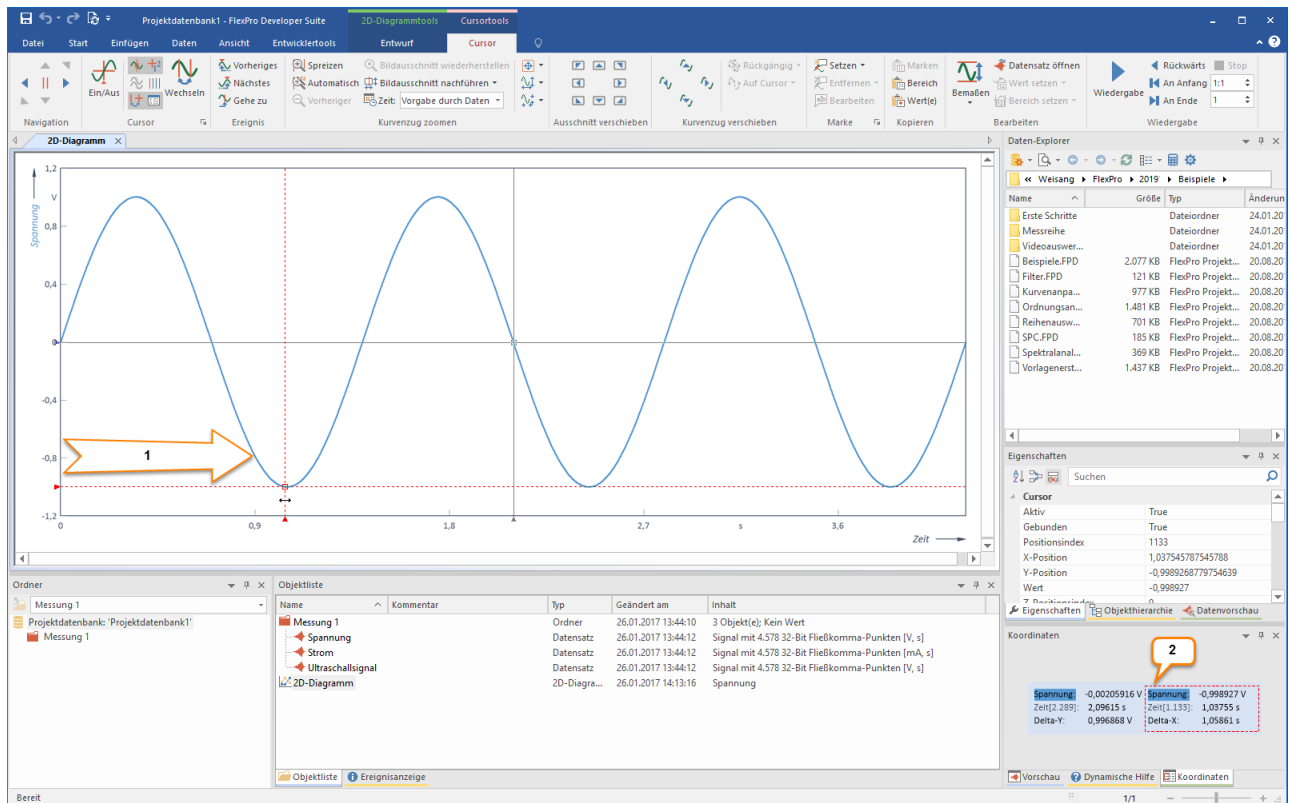 Projektdatenbank1 - FlexPro Developer Suite
2D-Diagrammtools
Cursortools
Datei Start Einfügen Daten Ansicht Entwicklertools Entwurf Cursor
Navigation
Ein/Aus
Wechseln
Cursor
Vorheriges
Nächstes
Gehe zu
Ereignis
Spreizen
Automatisch
Vorheriger
Bildausschnitt wiederherstellen
Bildausschnitt nachführen
Zeit: Vorgabe durch Daten
Kurvenzug zoomen
Ausschnitt verschieben
Rückgängig
Auf Cursor
Kurvenzug verschieben
Setzen
Entfernen
Bearbeiten
Marke
Marken
Bereich
Wert(e)
Kopieren
Bemaßen
Datensatz öffnen
Wert setzen
Bereich setzen
Bearbeiten
Wiedergabe
Rückwärts Stop
An Anfang 1:1
An Ende 1
Wiedergabe
2D-Diagramm
1,2
V
0,8
0,4
0
-0,4
-0,8
-1,2
Spannung
1
0 0,9 1,8 2,7 s 3,6
Zeit
Daten-Explorer
« Weisang FlexPro 2019 Beispiele
Name Größe Typ Änderun
Erste Schritte Dateiordner 24.01.20
Messreihe Dateiordner 24.01.20
Videoauswer... Dateiordner 24.01.20
Beispiele.FPD 2.077 KB FlexPro Projekt... 20.08.20
Filter.FPD 121 KB FlexPro Projekt... 20.08.20
Kurvenanpa... 977 KB FlexPro Projekt... 20.08.20
Ordnungsan... 1.481 KB FlexPro Projekt... 20.08.20
Reihenausw... 701 KB FlexPro Projekt... 20.08.20
SPC.FPD 185 KB FlexPro Projekt... 20.08.20
Spektralanal... 369 KB FlexPro Projekt... 20.08.20
Vorlagenerst... 1.437 KB FlexPro Projekt... 20.08.20
Eigenschaften
Suchen
Cursor
Aktiv True
Gebunden True
Positionsindex 1133
X-Position 1,037545787545788
Y-Position -0,9989268779754639
Wert -0,998927
Z-Positionsindex 0
Eigenschaften Objekthierarchie Datenvorschau
Ordner
Messung 1
Projektdatenbank: 'Projektdatenbank1'
Messung 1
Objektliste
Name Kommentar Typ Geändert am Inhalt
Messung 1 Ordner 26.01.2017 13:44:10 3 Objekt(e); Kein Wert
Spannung Datensatz 26.01.2017 13:44:12 Signal mit 4.578 32-Bit Fließkomma-Punkten [V, s]
Strom Datensatz 26.01.2017 13:44:12 Signal mit 4.578 32-Bit Fließkomma-Punkten [mA, s]
Ultraschallsignal Datensatz 26.01.2017 13:44:12 Signal mit 4.578 32-Bit Fließkomma-Punkten [V, s]
2D-Diagramm 2D-Diagra... 26.01.2017 14:13:16 Spannung
Objektliste Ereignisanzeige
Koordinaten
2
Spannung: -0,00205916 V Spannung: -0,998927 V
Zeit[2.289]: 2,09615 s Zeit[1.133]: 1,03755 s
Delta-Y: 0,996868 V Delta-X: 1,05861 s
Vorschau Dynamische Hilfe Koordinaten
Bereit
1/1